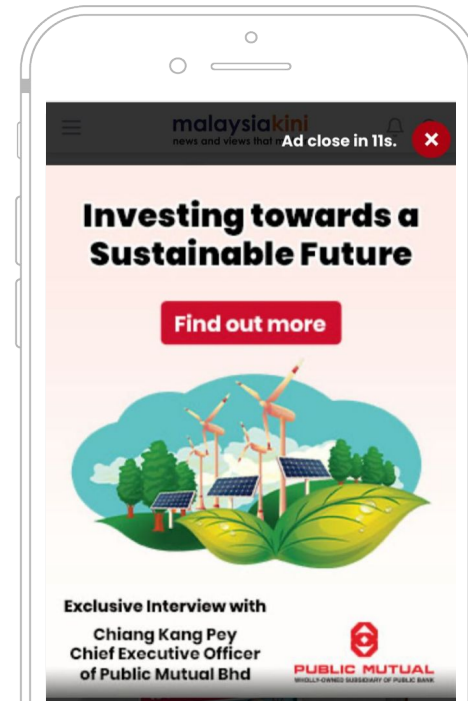 malaysiakini
news and views that m
Ad close in 11s.
Investing towards a
Sustainable Future
Find out more
Exclusive Interview with
Chiang Kang Pey
Chief Executive Officer
of Public Mutual Bhd
PUBLIC MUTUAL
WHOLLY-OWNED SUBSIDIARY OF PUBLIC BANK